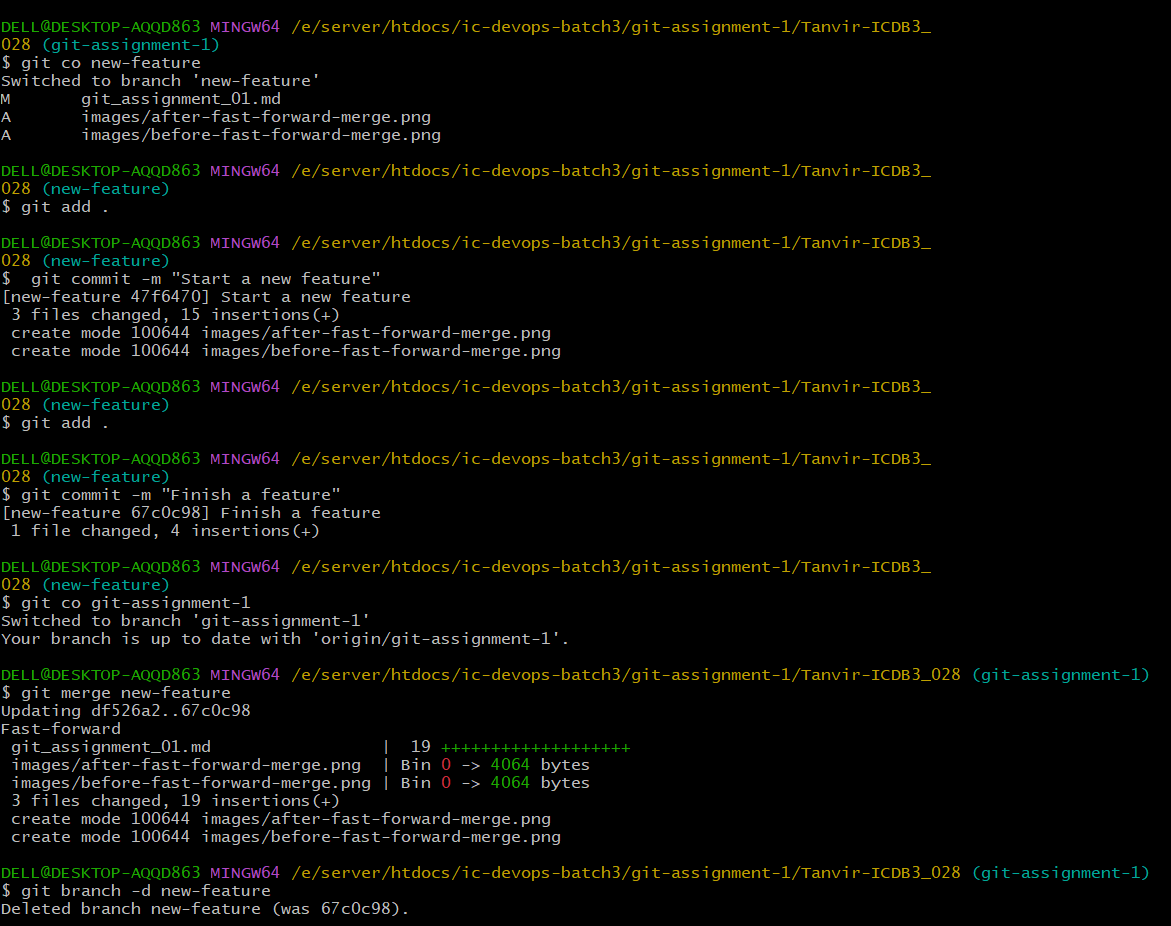 DELL@DESKTOP-AQQD863 MINGW64 /e/server/htdocs/ic-devops-batch3/git-assignment-1/Tanvir-ICDB3_
028 (git-assignment-1)
$ git co new-feature
Switched to branch 'new-feature'
M       git_assignment_01.md
A       images/after-fast-forward-merge.png
A       images/before-fast-forward-merge.png

DELL@DESKTOP-AQQD863 MINGW64 /e/server/htdocs/ic-devops-batch3/git-assignment-1/Tanvir-ICDB3_
028 (new-feature)
$ git add .

DELL@DESKTOP-AQQD863 MINGW64 /e/server/htdocs/ic-devops-batch3/git-assignment-1/Tanvir-ICDB3_
028 (new-feature)
$  git commit -m "Start a new feature"
[new-feature 47f6470] Start a new feature
 3 files changed, 15 insertions(+)
 create mode 100644 images/after-fast-forward-merge.png
 create mode 100644 images/before-fast-forward-merge.png

DELL@DESKTOP-AQQD863 MINGW64 /e/server/htdocs/ic-devops-batch3/git-assignment-1/Tanvir-ICDB3_
028 (new-feature)
$ git add .

DELL@DESKTOP-AQQD863 MINGW64 /e/server/htdocs/ic-devops-batch3/git-assignment-1/Tanvir-ICDB3_
028 (new-feature)
$ git commit -m "Finish a feature"
[new-feature 67c0c98] Finish a feature
 1 file changed, 4 insertions(+)

DELL@DESKTOP-AQQD863 MINGW64 /e/server/htdocs/ic-devops-batch3/git-assignment-1/Tanvir-ICDB3_
028 (new-feature)
$ git co git-assignment-1
Switched to branch 'git-assignment-1'
Your branch is up to date with 'origin/git-assignment-1'.

DELL@DESKTOP-AQQD863 MINGW64 /e/server/htdocs/ic-devops-batch3/git-assignment-1/Tanvir-ICDB3_028 (git-assignment-1)
$ git merge new-feature
Updating df526a2..67c0c98
Fast-forward
 git_assignment_01.md                 |  19 +++++++++++++++++++
 images/after-fast-forward-merge.png  | Bin 0 -> 4064 bytes
 images/before-fast-forward-merge.png | Bin 0 -> 4064 bytes
 3 files changed, 19 insertions(+)
 create mode 100644 images/after-fast-forward-merge.png
 create mode 100644 images/before-fast-forward-merge.png

DELL@DESKTOP-AQQD863 MINGW64 /e/server/htdocs/ic-devops-batch3/git-assignment-1/Tanvir-ICDB3_028 (git-assignment-1)
$ git branch -d new-feature
Deleted branch new-feature (was 67c0c98).